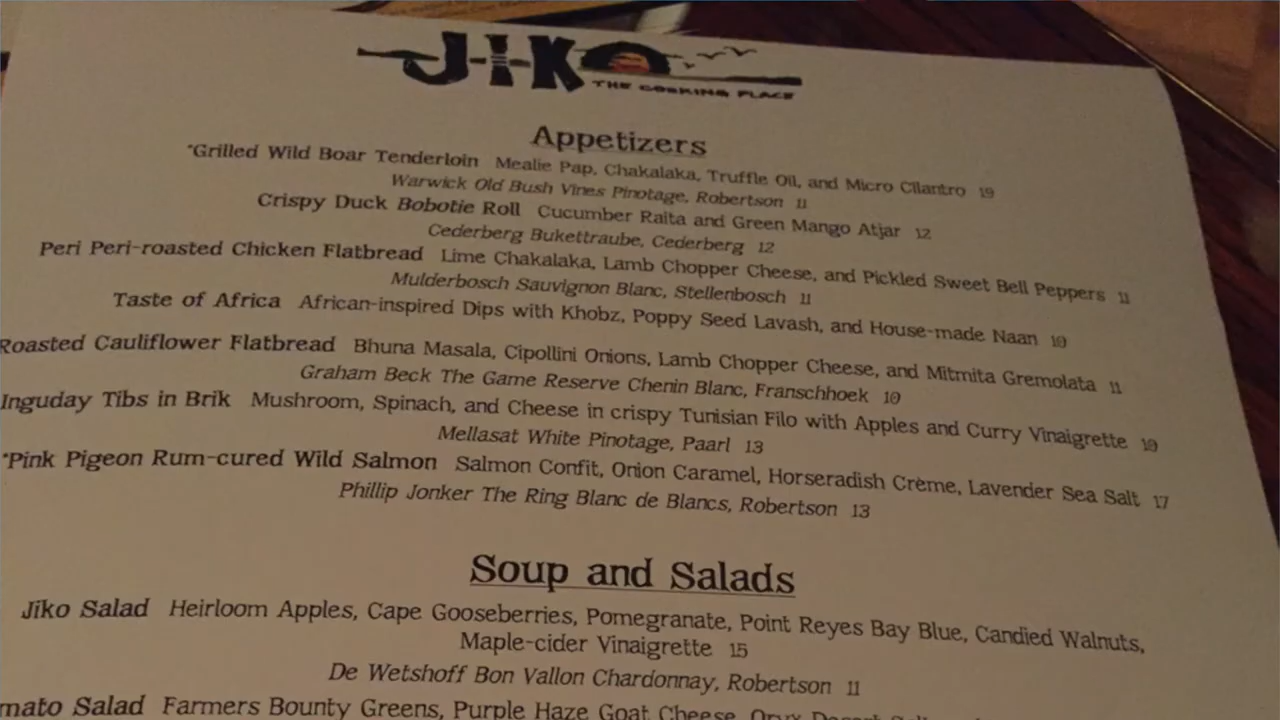 JIKO
THE COOKING PLACE
Appetizers
*Grilled Wild Boar Tenderloin Mealie Pap, Chakalaka, Truffle Oil, and Micro Cilantro 19
Warwick Old Bush Vines Pinotage, Robertson 11
Crispy Duck Bobotie Roll Cucumber Raita and Green Mango Atjar 12
Cederberg Bukettraube, Cederberg 12
Peri Peri-roasted Chicken Flatbread Lime Chakalaka, Lamb Chopper Cheese, and Pickled Sweet Bell Peppers 11
Mulderbosch Sauvignon Blanc, Stellenbosch 11
Taste of Africa African-inspired Dips with Khobz, Poppy Seed Lavash, and House-made Naan 10
Roasted Cauliflower Flatbread Bhuna Masala, Cipollini Onions, Lamb Chopper Cheese, and Mitmita Gremolata 11
Graham Beck The Game Reserve Chenin Blanc, Franschhoek 10
Inguday Tibs in Brik Mushroom, Spinach, and Cheese in crispy Tunisian Filo with Apples and Curry Vinaigrette 10
Mellasat White Pinotage, Paarl 13
*Pink Pigeon Rum-cured Wild Salmon Salmon Confit, Onion Caramel, Horseradish Crème, Lavender Sea Salt 17
Phillip Jonker The Ring Blanc de Blancs, Robertson 13
Soup and Salads
Jiko Salad Heirloom Apples, Cape Gooseberries, Pomegranate, Point Reyes Bay Blue, Candied Walnuts,
Maple-cider Vinaigrette 15
De Wetshoff Bon Vallon Chardonnay, Robertson 11
mato Salad Farmers Bounty Greens, Purple Haze Goat Cheese,